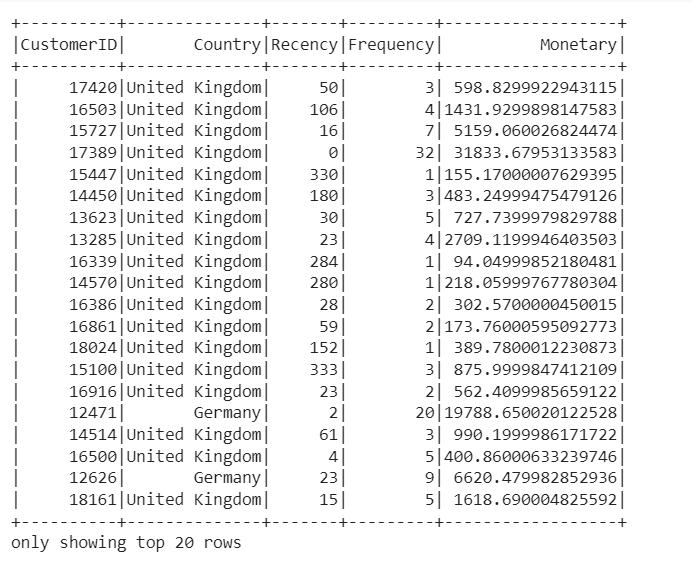 +----------+--------------+-------+---------+------------------+
|CustomerID|       Country|Recency|Frequency|          Monetary|
+----------+--------------+-------+---------+------------------+
|     17420|United Kingdom|     50|        3| 598.8299922943115|
|     16503|United Kingdom|    106|        4|1431.9299898147583|
|     15727|United Kingdom|     16|        7| 5159.060026824474|
|     17389|United Kingdom|      0|       32| 31833.67953133583|
|     15447|United Kingdom|    330|        1|155.17000007629395|
|     14450|United Kingdom|    180|        3|483.24999475479126|
|     13623|United Kingdom|     30|        5| 727.7399979829788|
|     13285|United Kingdom|     23|        4|2709.1199946403503|
|     16339|United Kingdom|    284|        1| 94.04999852180481|
|     14570|United Kingdom|    280|        1|218.05999767780304|
|     16386|United Kingdom|     28|        2| 302.5700000450015|
|     16861|United Kingdom|     59|        2|173.76000595092773|
|     18024|United Kingdom|    152|        1| 389.7800012230873|
|     15100|United Kingdom|    333|        3| 875.9999847412109|
|     16916|United Kingdom|     23|        2| 562.4099985659122|
|     12471|       Germany|      2|       20|19788.650020122528|
|     14514|United Kingdom|     61|        3| 990.1999986171722|
|     16500|United Kingdom|      4|        5|400.86000633239746|
|     12626|       Germany|     23|        9| 6620.479982852936|
|     18161|United Kingdom|     15|        5| 1618.690004825592|
+----------+--------------+-------+---------+------------------+
only showing top 20 rows